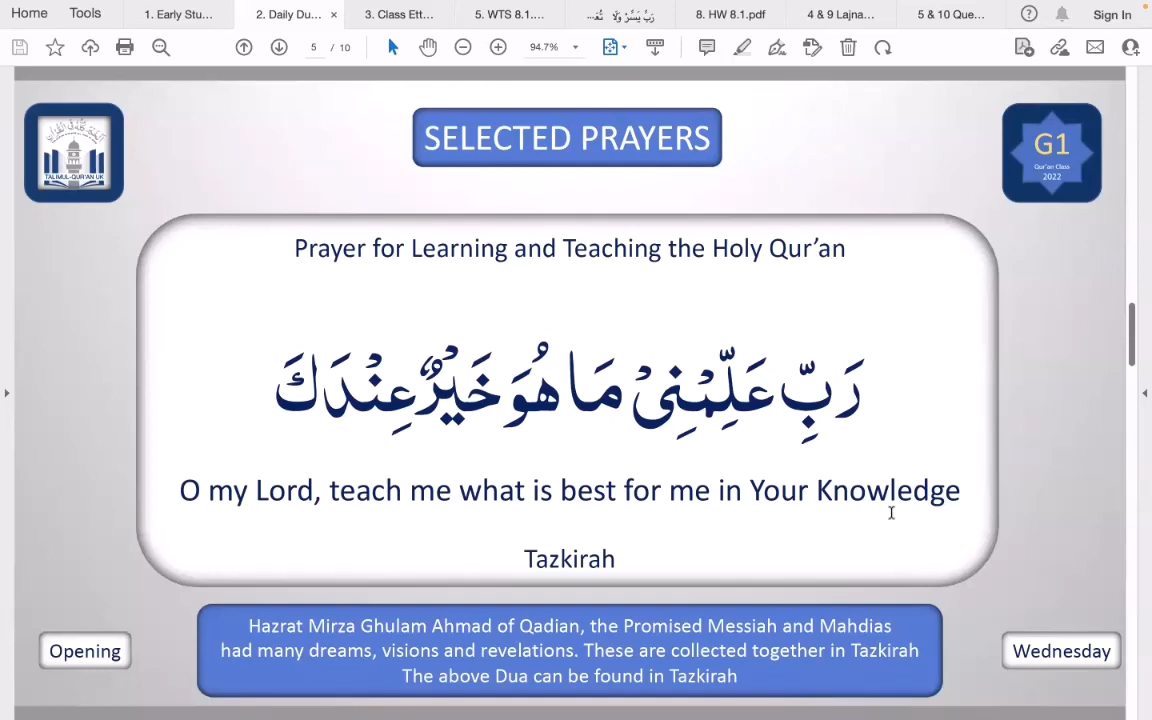 Home Tools 1. Early Stu... 2. Daily Du... × 3. Class Ett... 5. WTS 8.1.... رَبِّ يَسِّرْ وَلَا تُعَ... 8. HW 8.1.pdf 4 & 9 Lajna... 5 & 10 Que... Sign In
5 / 10 94.7%
SELECTED PRAYERS
TALIMUL-QUR'AN UK
G1
Qur'an Class
2022
Prayer for Learning and Teaching the Holy Qur'an
رَبِّ عَلِّمْنِىْ مَا هُوَ خَيْرٌ عِنْدَكَ
O my Lord, teach me what is best for me in Your Knowledge
Tazkirah
Hazrat Mirza Ghulam Ahmad of Qadian, the Promised Messiah and Mahdias
had many dreams, visions and revelations. These are collected together in Tazkirah
The above Dua can be found in Tazkirah
Opening
Wednesday